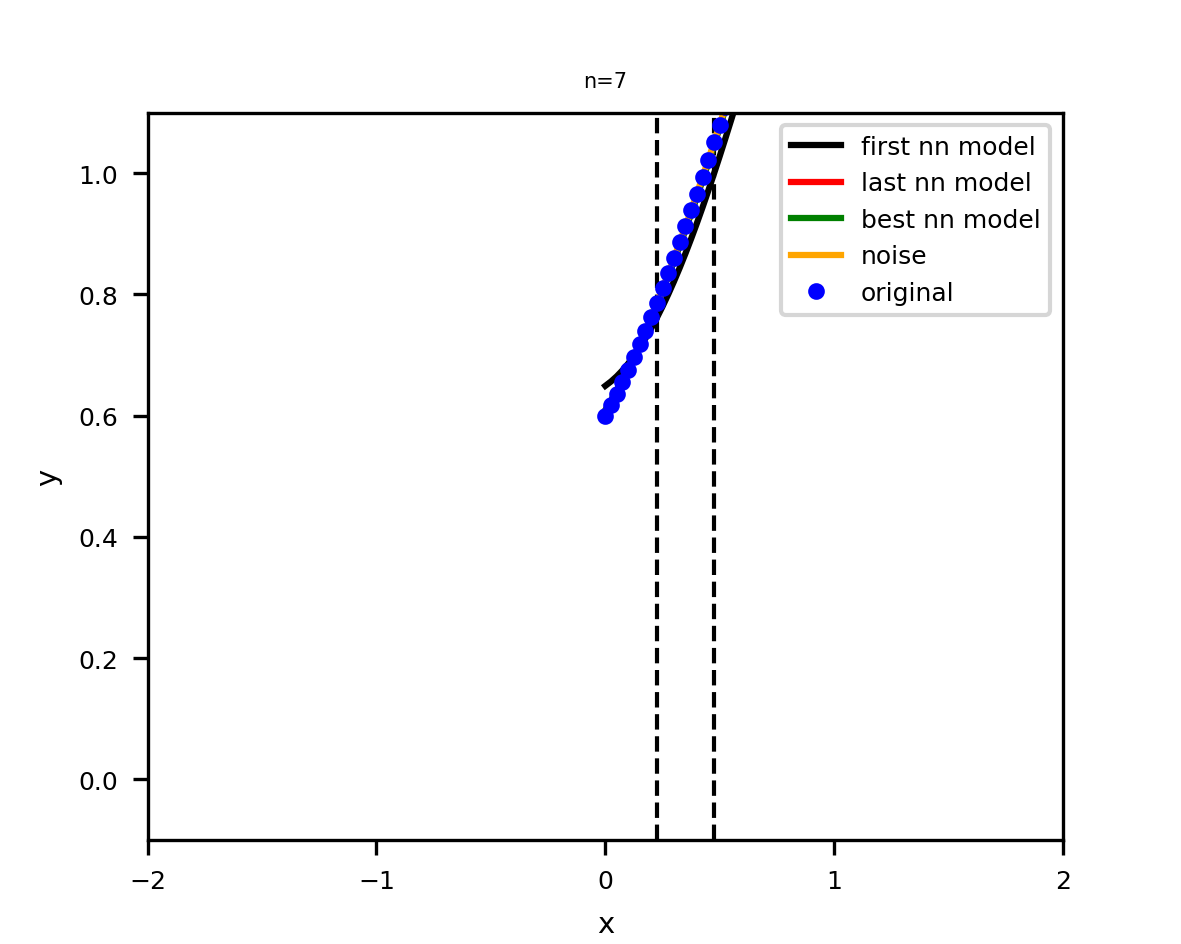 n=7
first nn model
last nn model
best nn model
noise
original
1.0
0.8
0.6
0.4
0.2
0.0
y
−2
−1
0
1
2
x